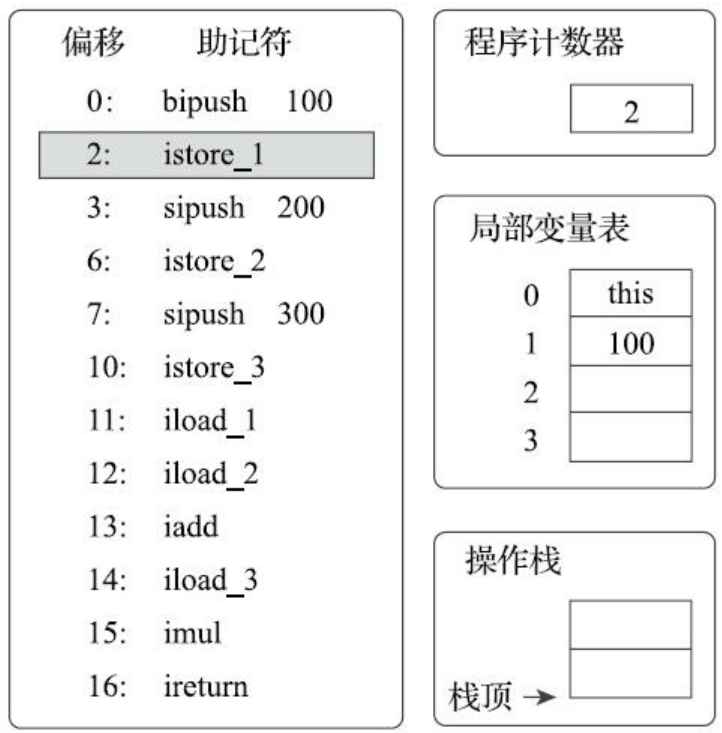 偏移 助记符
0: bipush 100
2: istore_1
3: sipush 200
6: istore_2
7: sipush 300
10: istore_3
11: iload_1
12: iload_2
13: iadd
14: iload_3
15: imul
16: ireturn
程序计数器
2
局部变量表
0 this
1 100
2
3
操作栈
栈顶